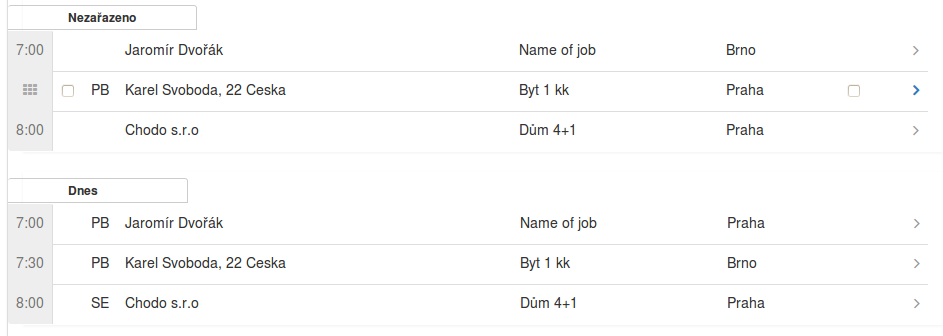 Nezařazeno
7:00 Jaromír Dvořák Name of job Brno
PB Karel Svoboda, 22 Ceska Byt 1 kk Praha
8:00 Chodo s.r.o Dům 4+1 Praha
Dnes
7:00 PB Jaromír Dvořák Name of job Praha
7:30 PB Karel Svoboda, 22 Ceska Byt 1 kk Brno
8:00 SE Chodo s.r.o Dům 4+1 Praha